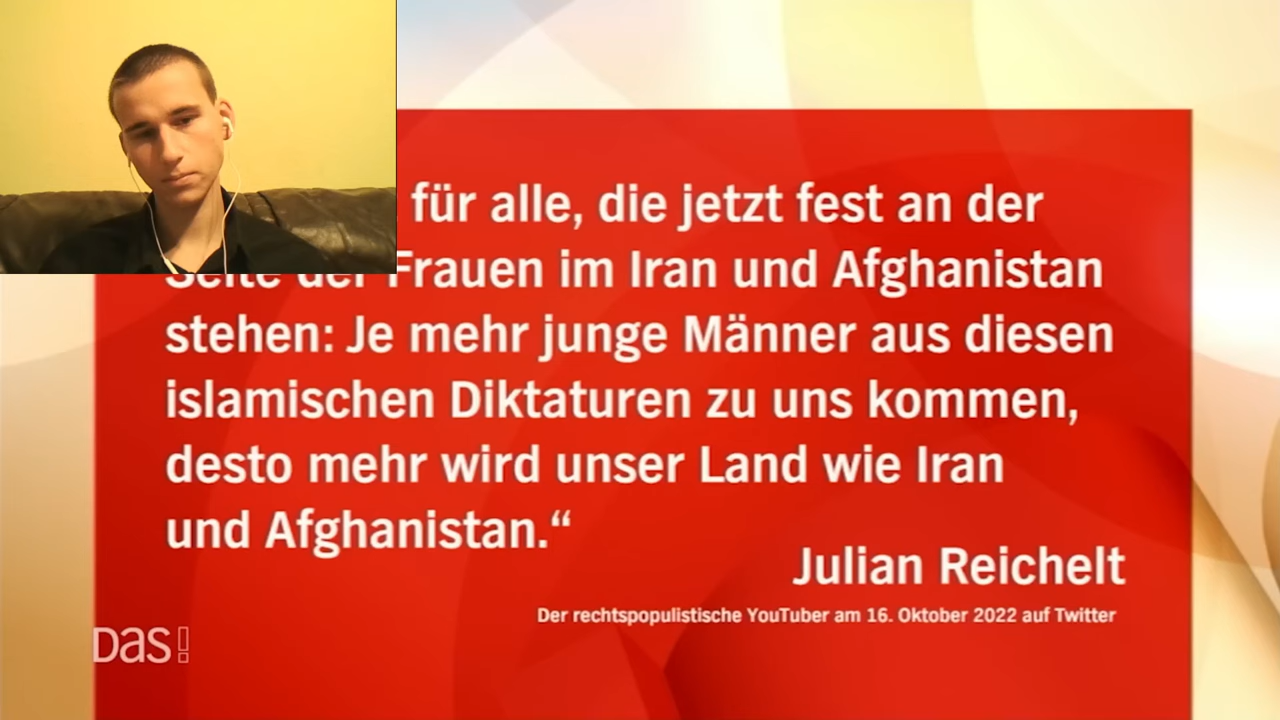 für alle, die jetzt fest an der
Seite der Frauen im Iran und Afghanistan
stehen: Je mehr junge Männer aus diesen
islamischen Diktaturen zu uns kommen,
desto mehr wird unser Land wie Iran
und Afghanistan.“
Julian Reichelt
Der rechtspopulistische YouTuber am 16. Oktober 2022 auf Twitter
DAS!